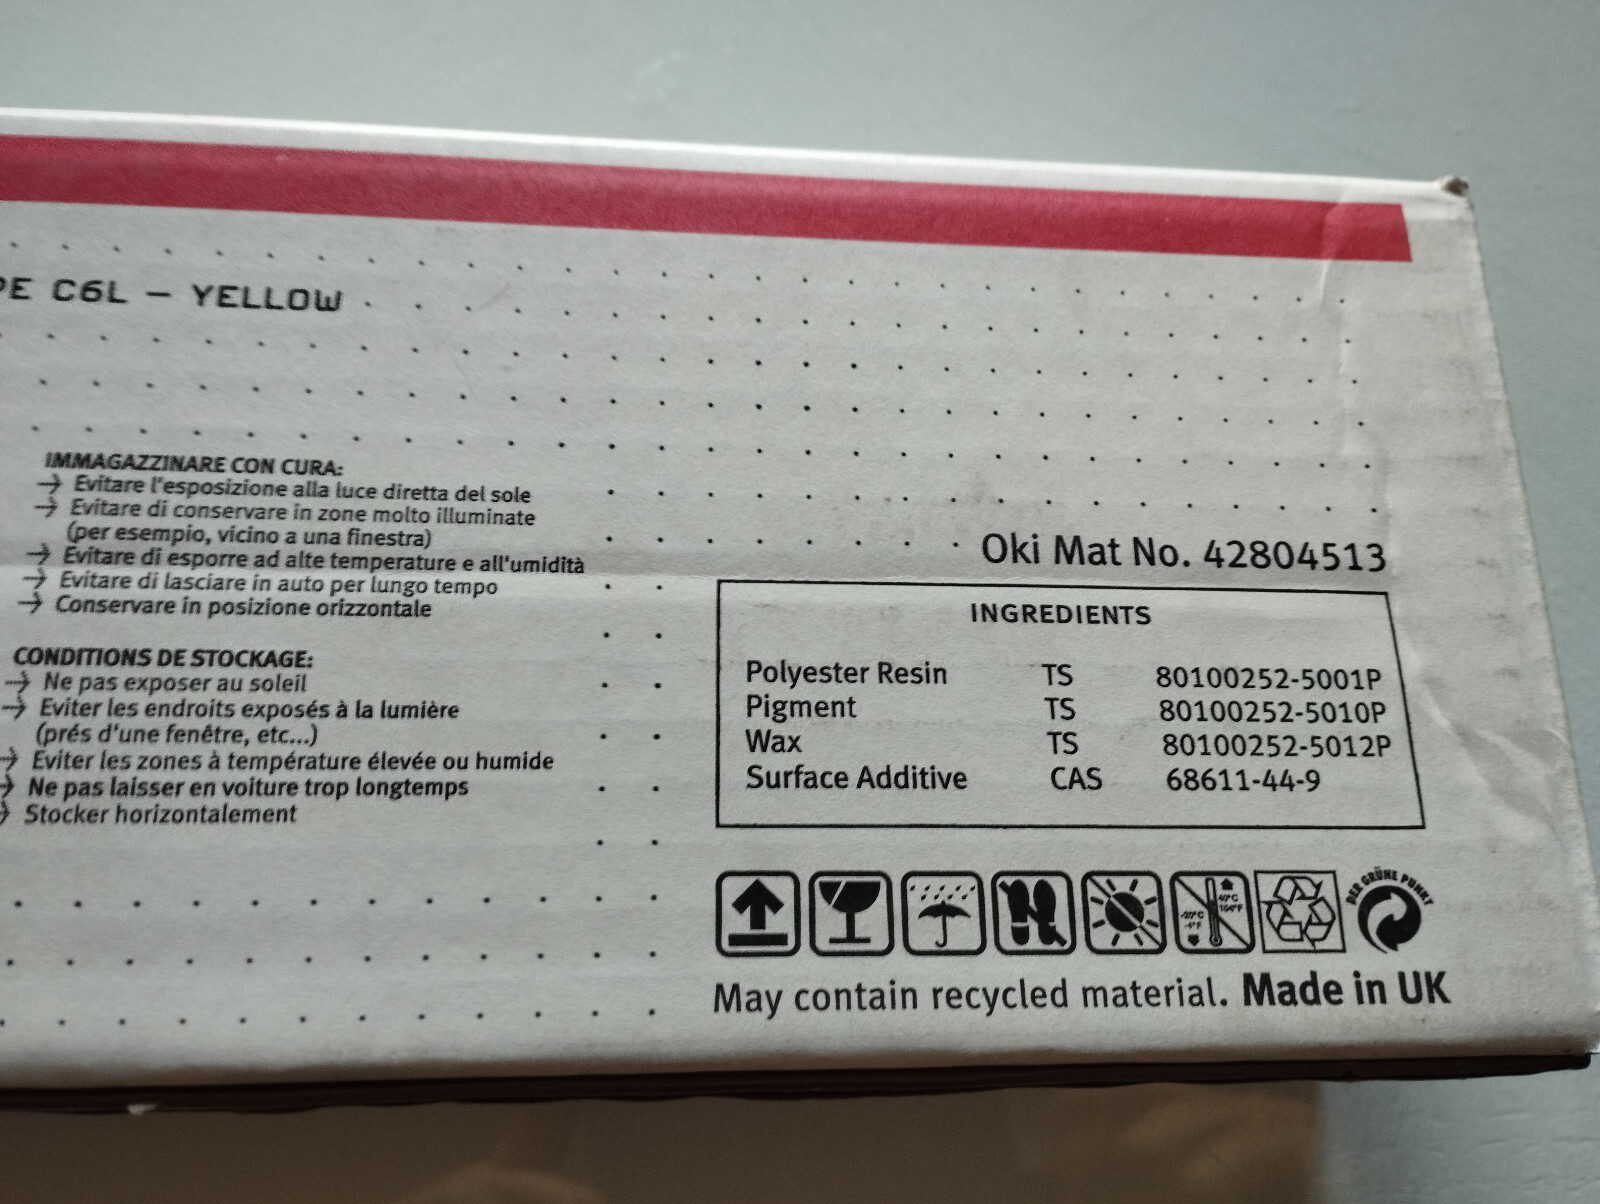 C6L – YELLOW
IMMAGAZZINARE CON CURA:
→ Evitare l'esposizione alla luce diretta del sole
→ Evitare di conservare in zone molto illuminate
(per esempio, vicino a una finestra)
→ Evitare di esporre ad alte temperature e all'umidità
→ Evitare di lasciare in auto per lungo tempo
→ Conservare in posizione orizzontale
CONDITIONS DE STOCKAGE:
→ Ne pas exposer au soleil
→ Eviter les endroits exposés à la lumière
(prés d'une fenêtre, etc...)
→ Eviter les zones à température élevée ou humide
→ Ne pas laisser en voiture trop longtemps
→ Stocker horizontalement
Oki Mat No. 42804513
INGREDIENTS
Polyester Resin TS 80100252-5001P
Pigment TS 80100252-5010P
Wax TS 80100252-5012P
Surface Additive CAS 68611-44-9
40°C
104°F
-20°C
-4°F
DER GRÜNE PUNKT
May contain recycled material. Made in UK